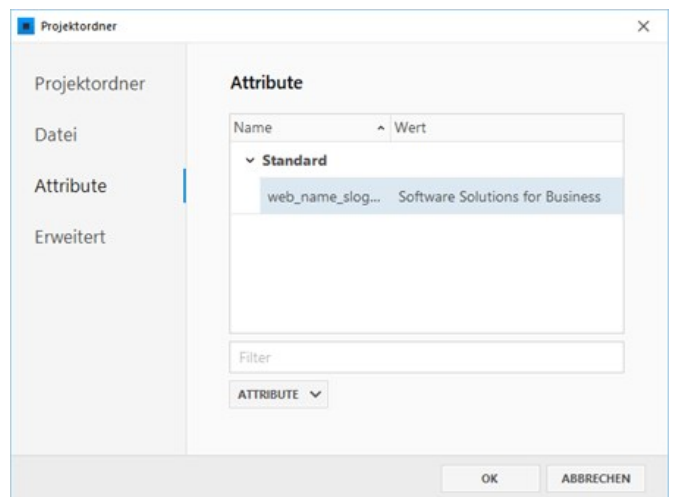 Projektordner
Projektordner
Datei
Attribute
Erweitert
Attribute
Name Wert
Standard
web_name_slog... Software Solutions for Business
Filter
ATTRIBUTE
OK ABBRECHEN